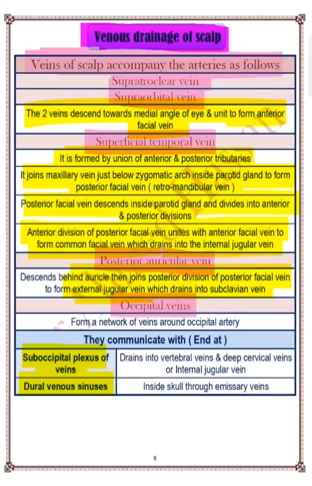 Venous drainage of scalp
Veins of scalp accompany the arteries as follows
Supratroclear vein
Supraorbital vein
The 2 veins descend towards medial angle of eye & unit to form anterior
facial vein
Superficial temporal vein
It is formed by union of anterior & posterior tributaries
It joins maxillary vein just below zygomatic arch inside parotid gland to form
posterior facial vein ( retro-mandibular vein )
Posterior facial vein descends inside parotid gland and divides into anterior
& posterior divisions
Anterior division of posterior facial vein unites with anterior facial vein to
form common facial vein which drains into the internal jugular vein
Posterior auricular vein
Descends behind auricle then joins posterior division of posterior facial vein
to form external jugular vein which drains into subclavian vein
Occipital veins
Form a network of veins around occipital artery
They communicate with ( End at )
Suboccipital plexus of
veins
Drains into vertebral veins & deep cervical veins
or Internal jugular vein
Dural venous sinuses
Inside skull through emissary veins
8